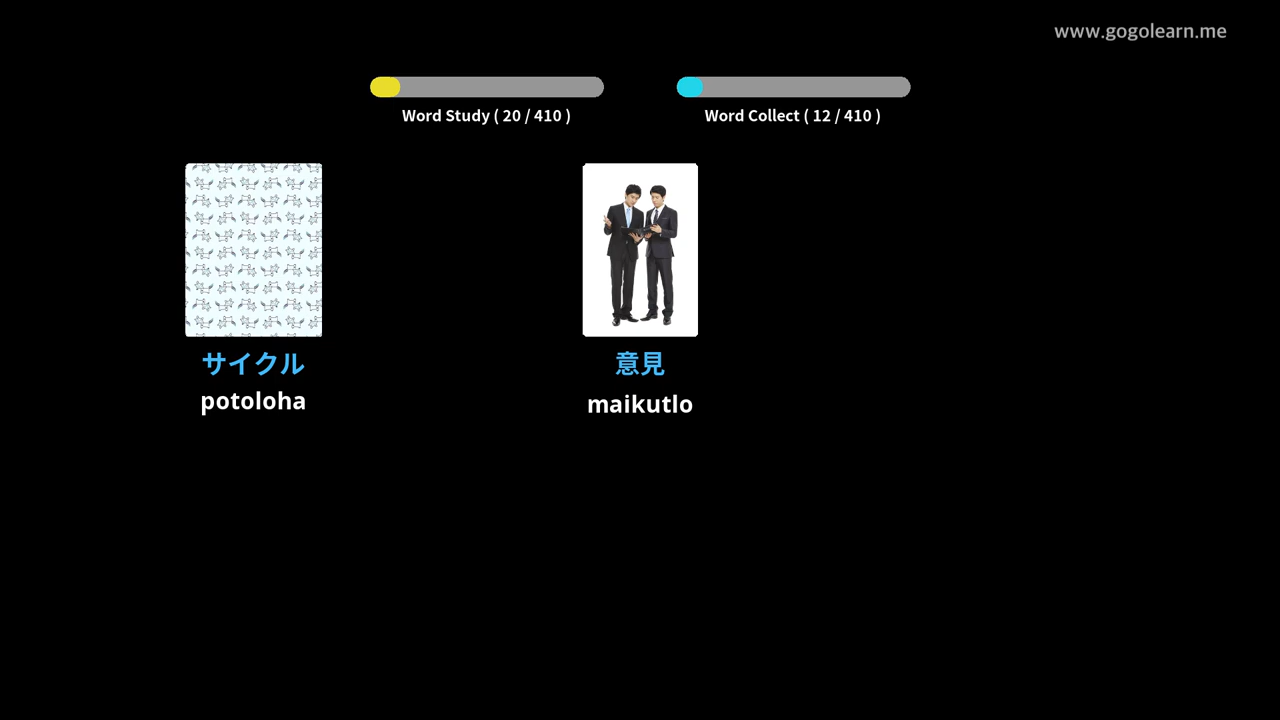 www.gogolearn.me
Word Study ( 20 / 410 )
Word Collect ( 12 / 410 )
サイクル
potoloha
意見
maikutlo